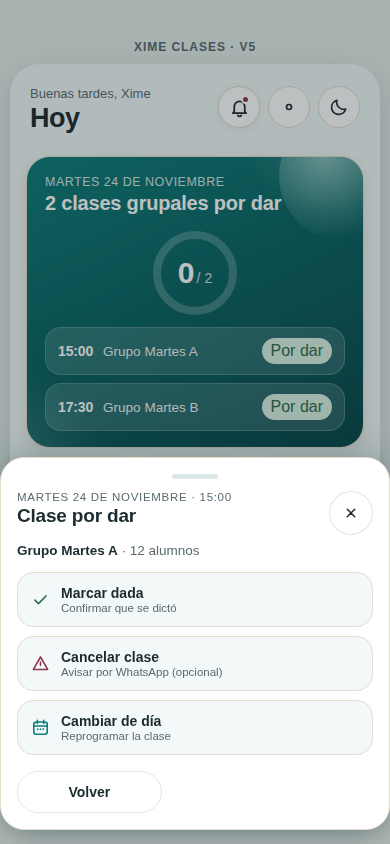 XIME CLASES · V5
Buenas tardes, Xime
Hoy
MARTES 24 DE NOVIEMBRE
2 clases grupales por dar
0 / 2
15:00 Grupo Martes A Por dar
17:30 Grupo Martes B Por dar
MARTES 24 DE NOVIEMBRE · 15:00
Clase por dar
Grupo Martes A · 12 alumnos
Marcar dada
Confirmar que se dictó
Cancelar clase
Avisar por WhatsApp (opcional)
Cambiar de día
Reprogramar la clase
Volver